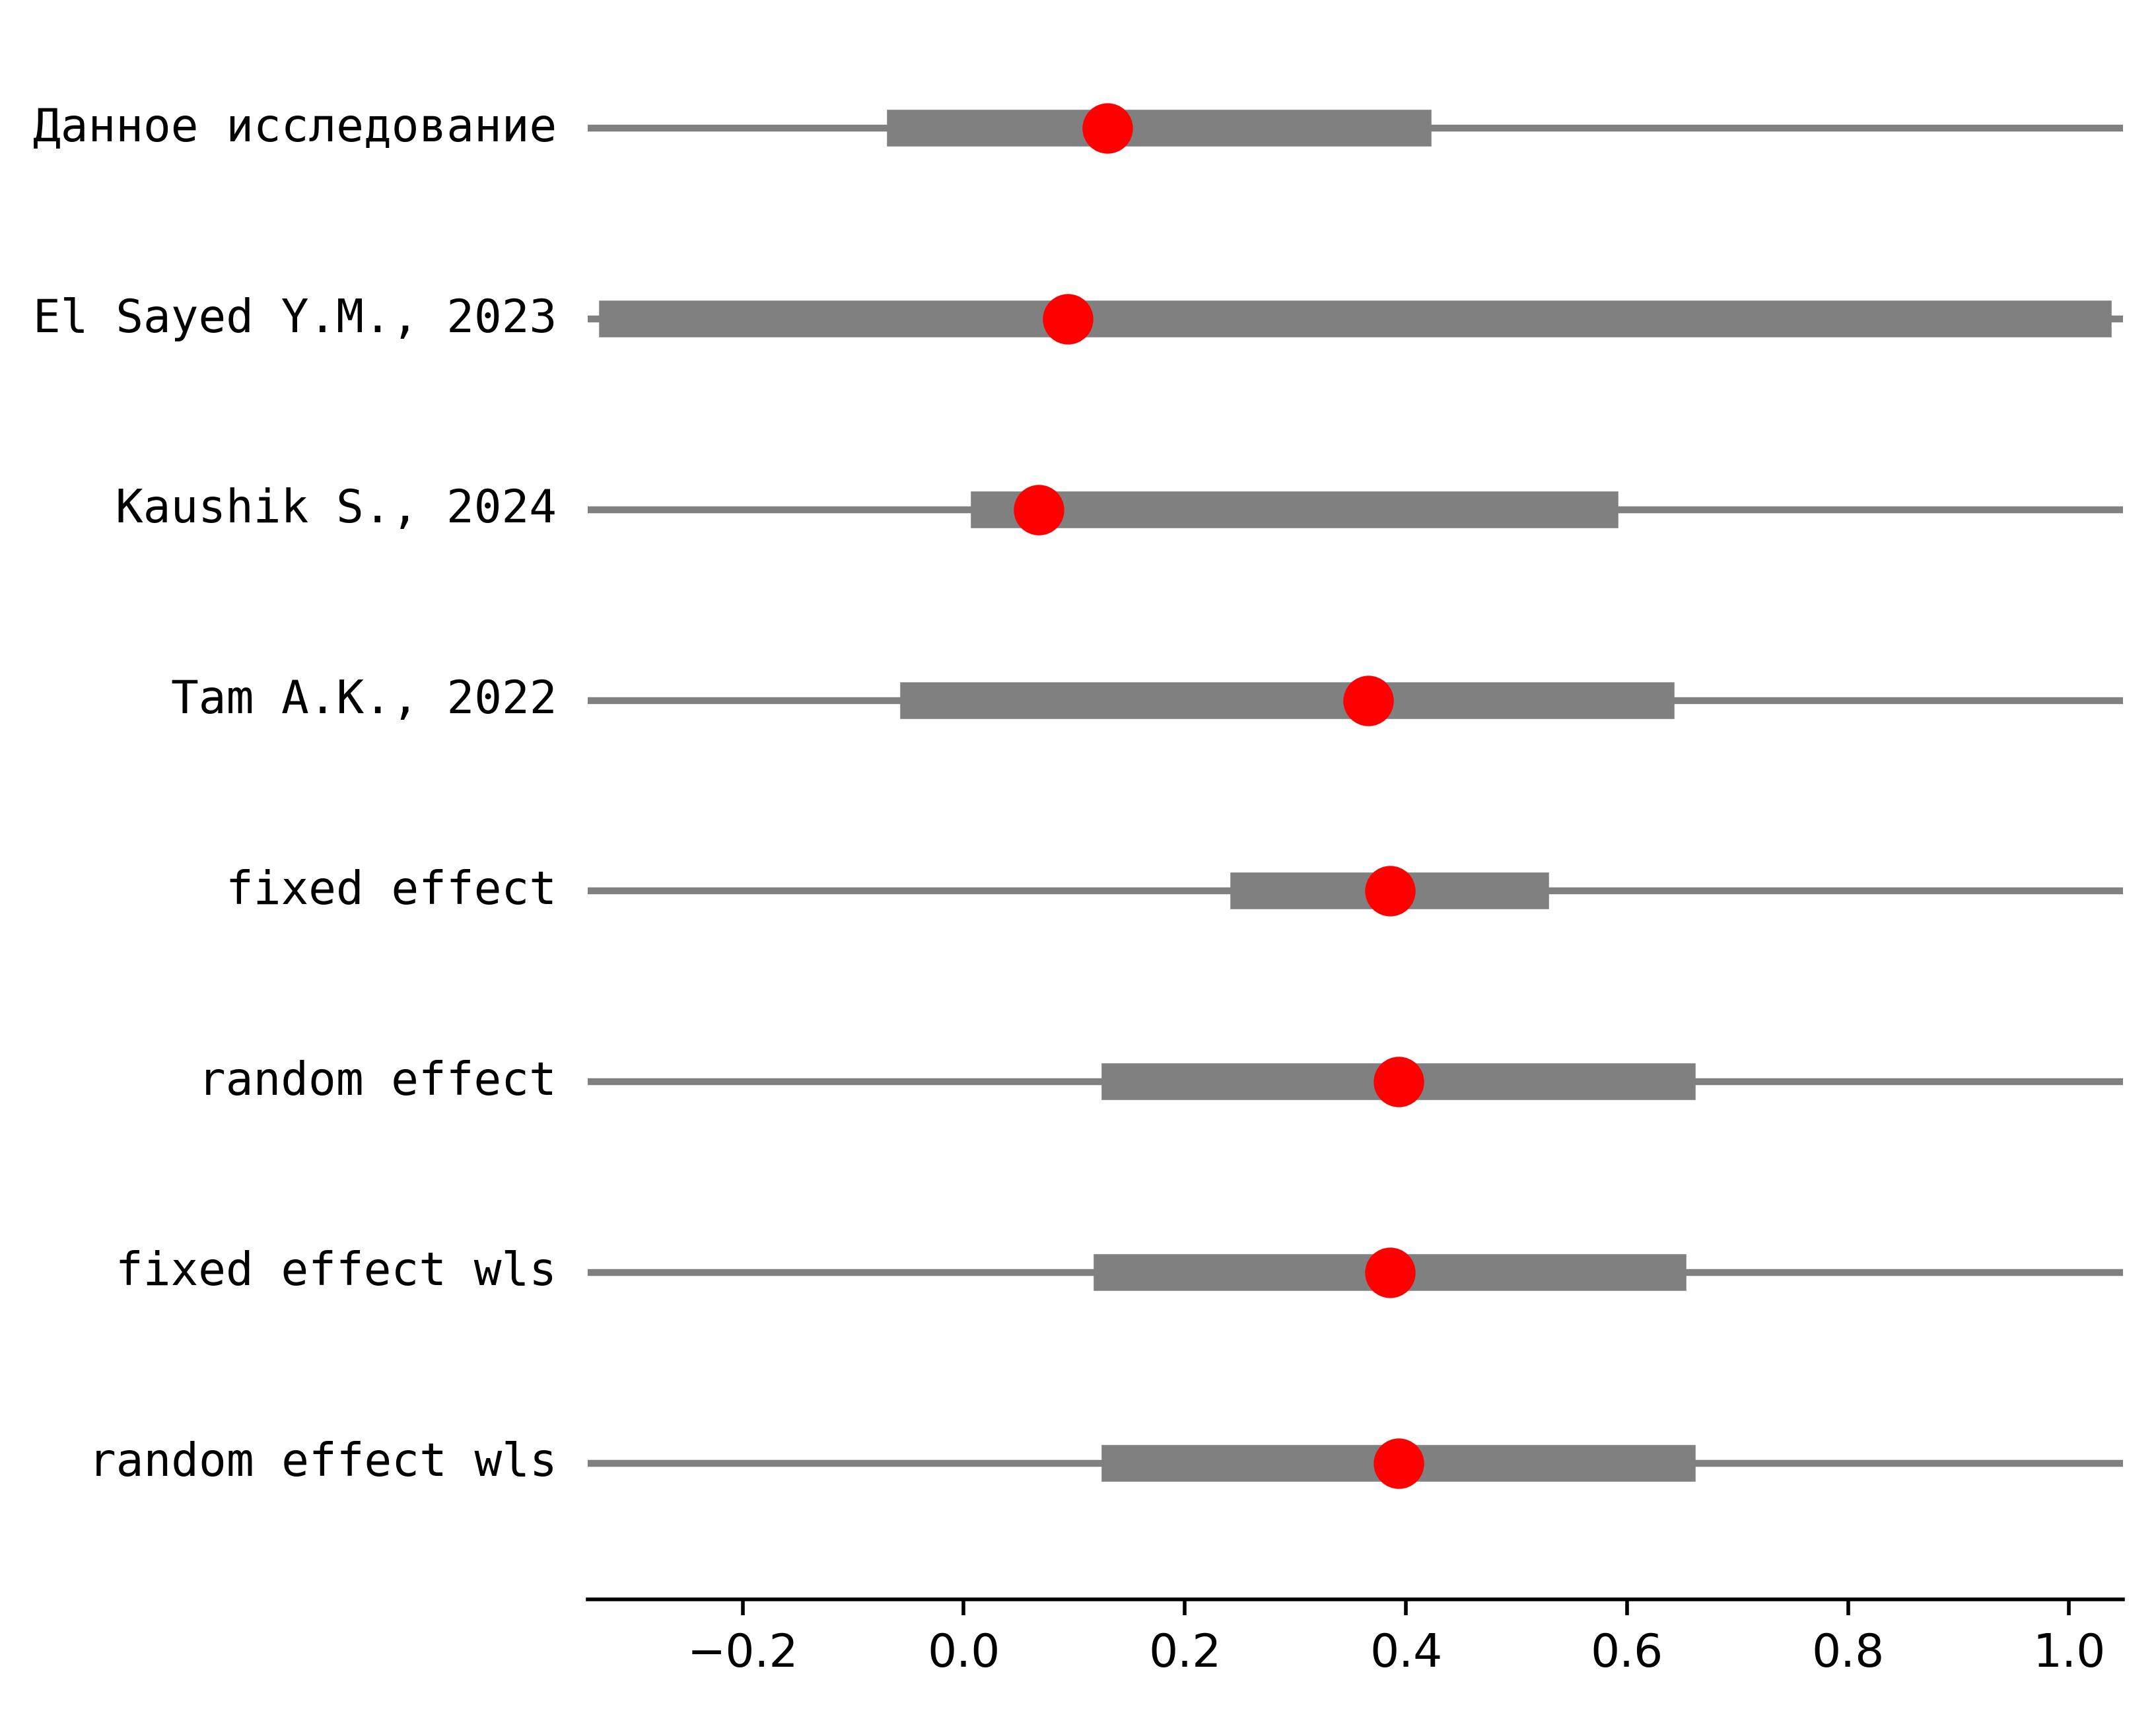 Данное исследование
El Sayed Y.M., 2023
Kaushik S., 2024
Tam A.K., 2022
fixed effect
random effect
fixed effect wls
random effect wls
−0.2 0.0 0.2 0.4 0.6 0.8 1.0